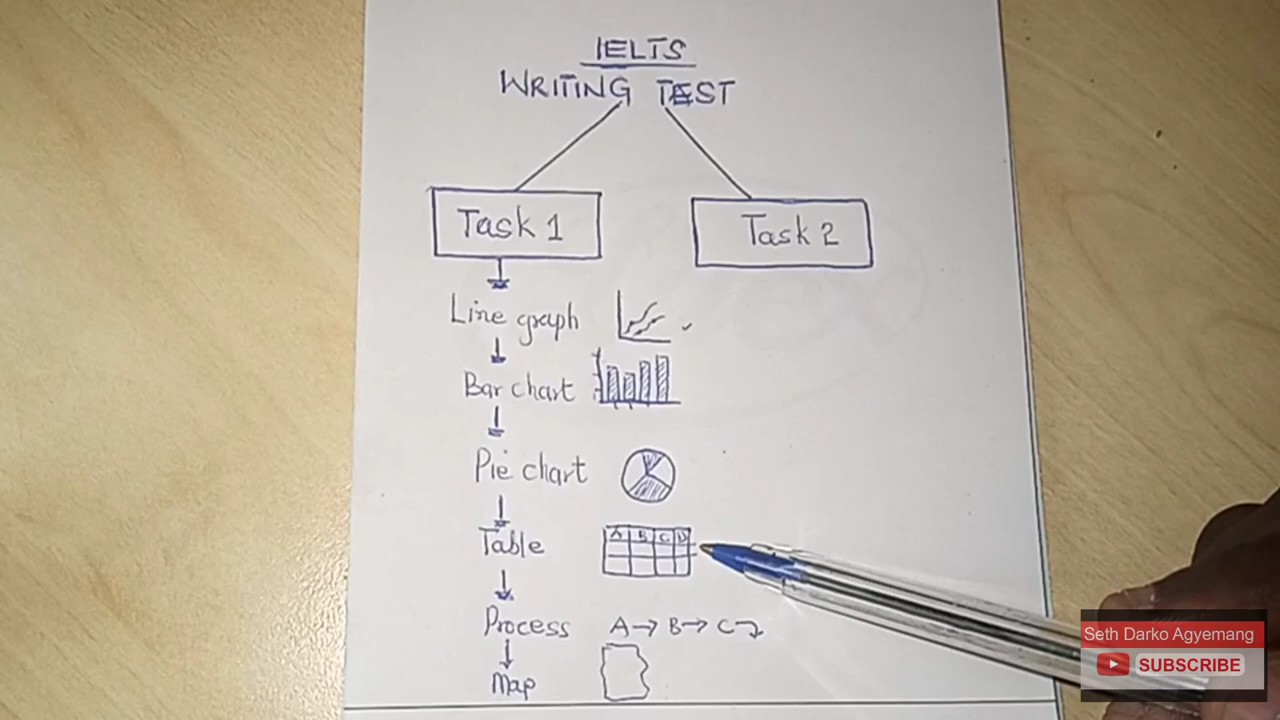 IELTS
WRITING TEST
Task 1
Task 2
Line graph
Bar chart
Pie chart
Table
A B C D
Process A→ B→ C
Map
Seth Darko Agyemang
SUBSCRIBE